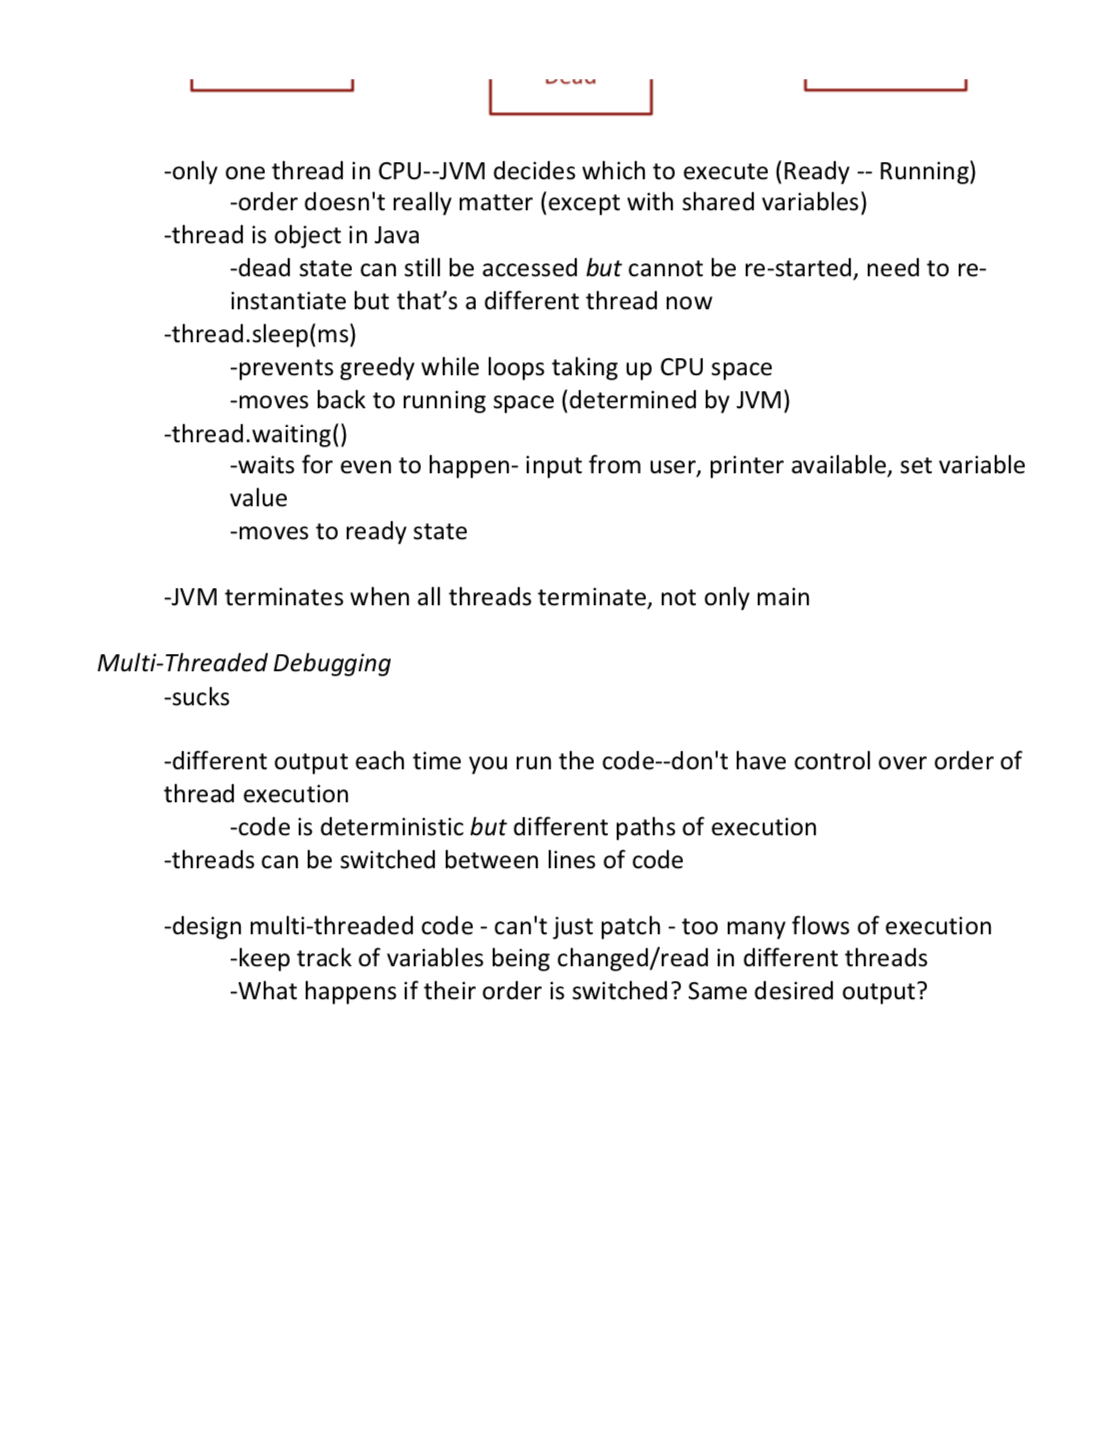 Dead
-only one thread in CPU--JVM decides which to execute (Ready -- Running)
-order doesn't really matter (except with shared variables)
-thread is object in Java
-dead state can still be accessed but cannot be re-started, need to re-
instantiate but that’s a different thread now
-thread.sleep(ms)
-prevents greedy while loops taking up CPU space
-moves back to running space (determined by JVM)
-thread.waiting()
-waits for even to happen- input from user, printer available, set variable
value
-moves to ready state
-JVM terminates when all threads terminate, not only main
Multi-Threaded Debugging
-sucks
-different output each time you run the code--don't have control over order of
thread execution
-code is deterministic but different paths of execution
-threads can be switched between lines of code
-design multi-threaded code - can't just patch - too many flows of execution
-keep track of variables being changed/read in different threads
-What happens if their order is switched? Same desired output?